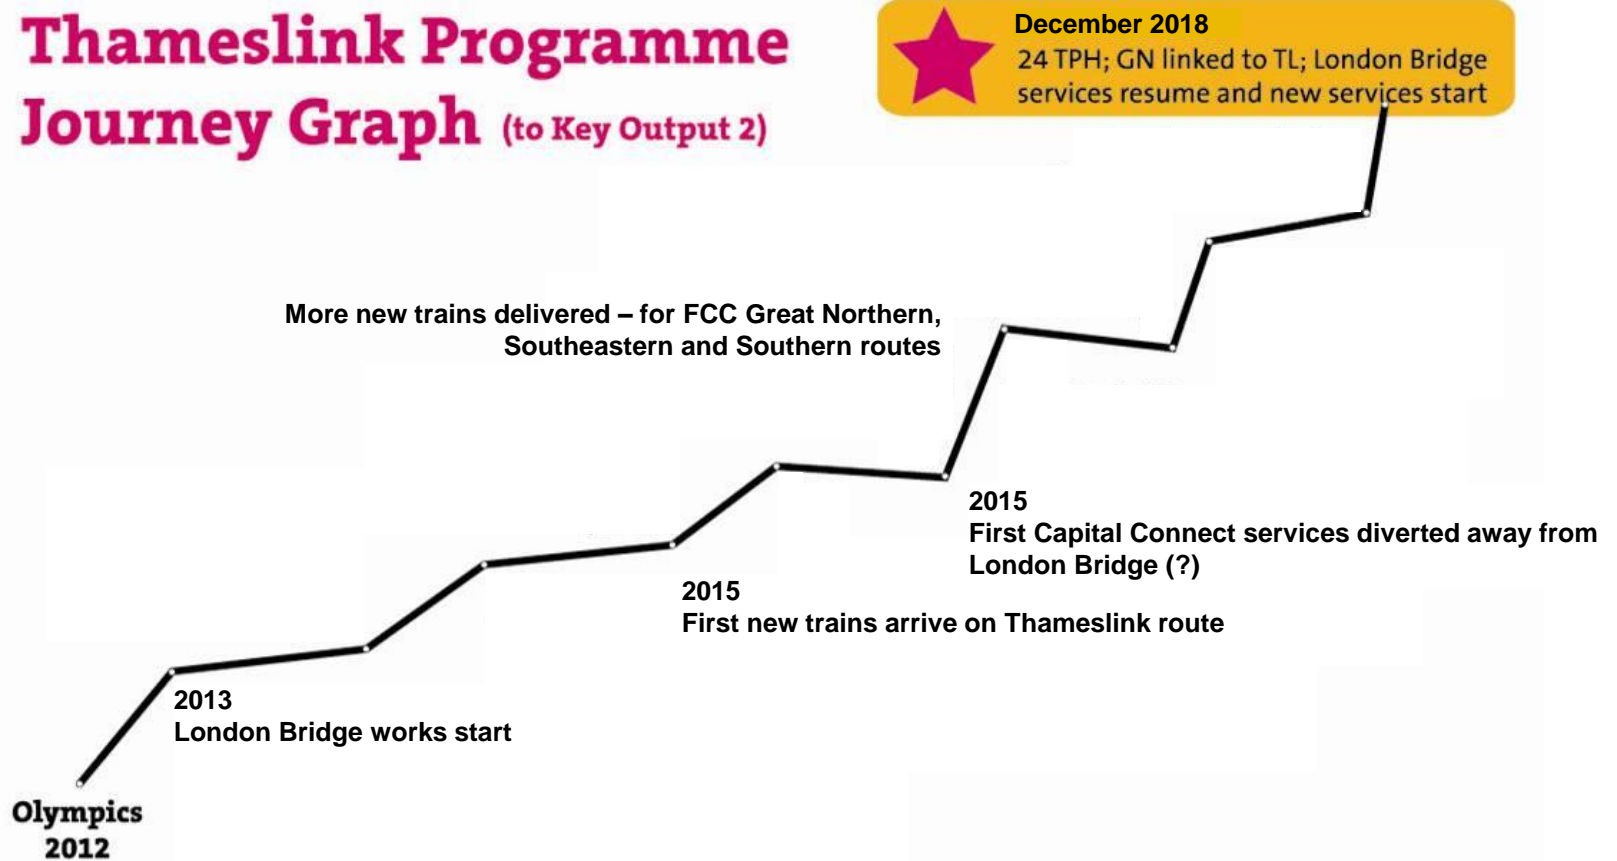 Thameslink Programme
Journey Graph (to Key Output 2)
December 2018
24 TPH; GN linked to TL; London Bridge
services resume and new services start
More new trains delivered – for FCC Great Northern,
Southeastern and Southern routes
2015
First Capital Connect services diverted away from
London Bridge (?)
2015
First new trains arrive on Thameslink route
2013
London Bridge works start
Olympics
2012